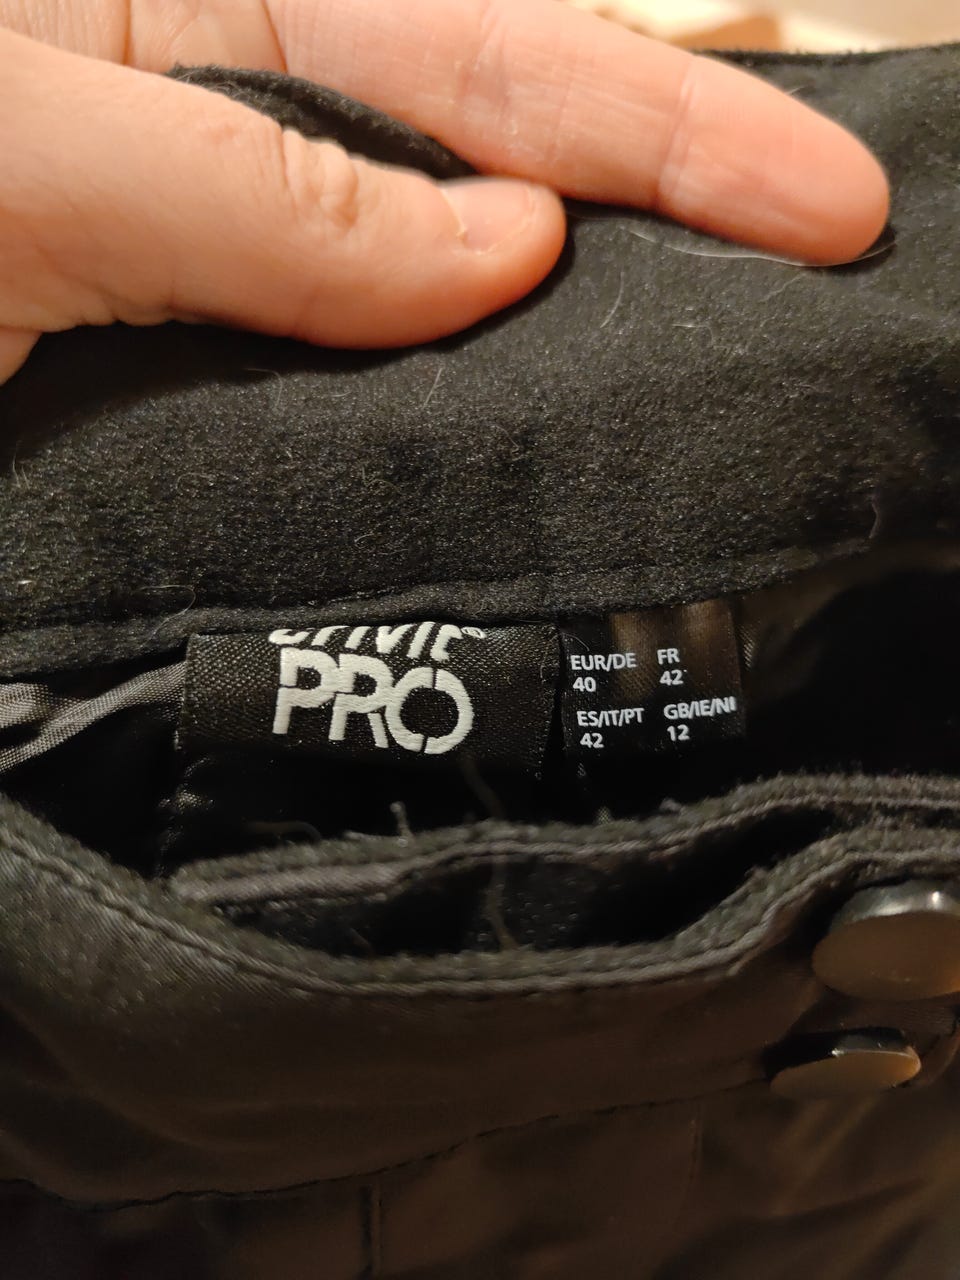 PRO
EUR/DE FR
40 42
ES/IT/PT GB/IE/NI
42 12